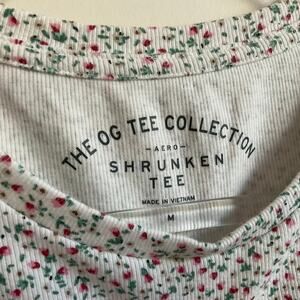 THE OG TEE COLLECTION
-AERO-
SHRUNKEN
TEE
MADE IN VIETNAM
M